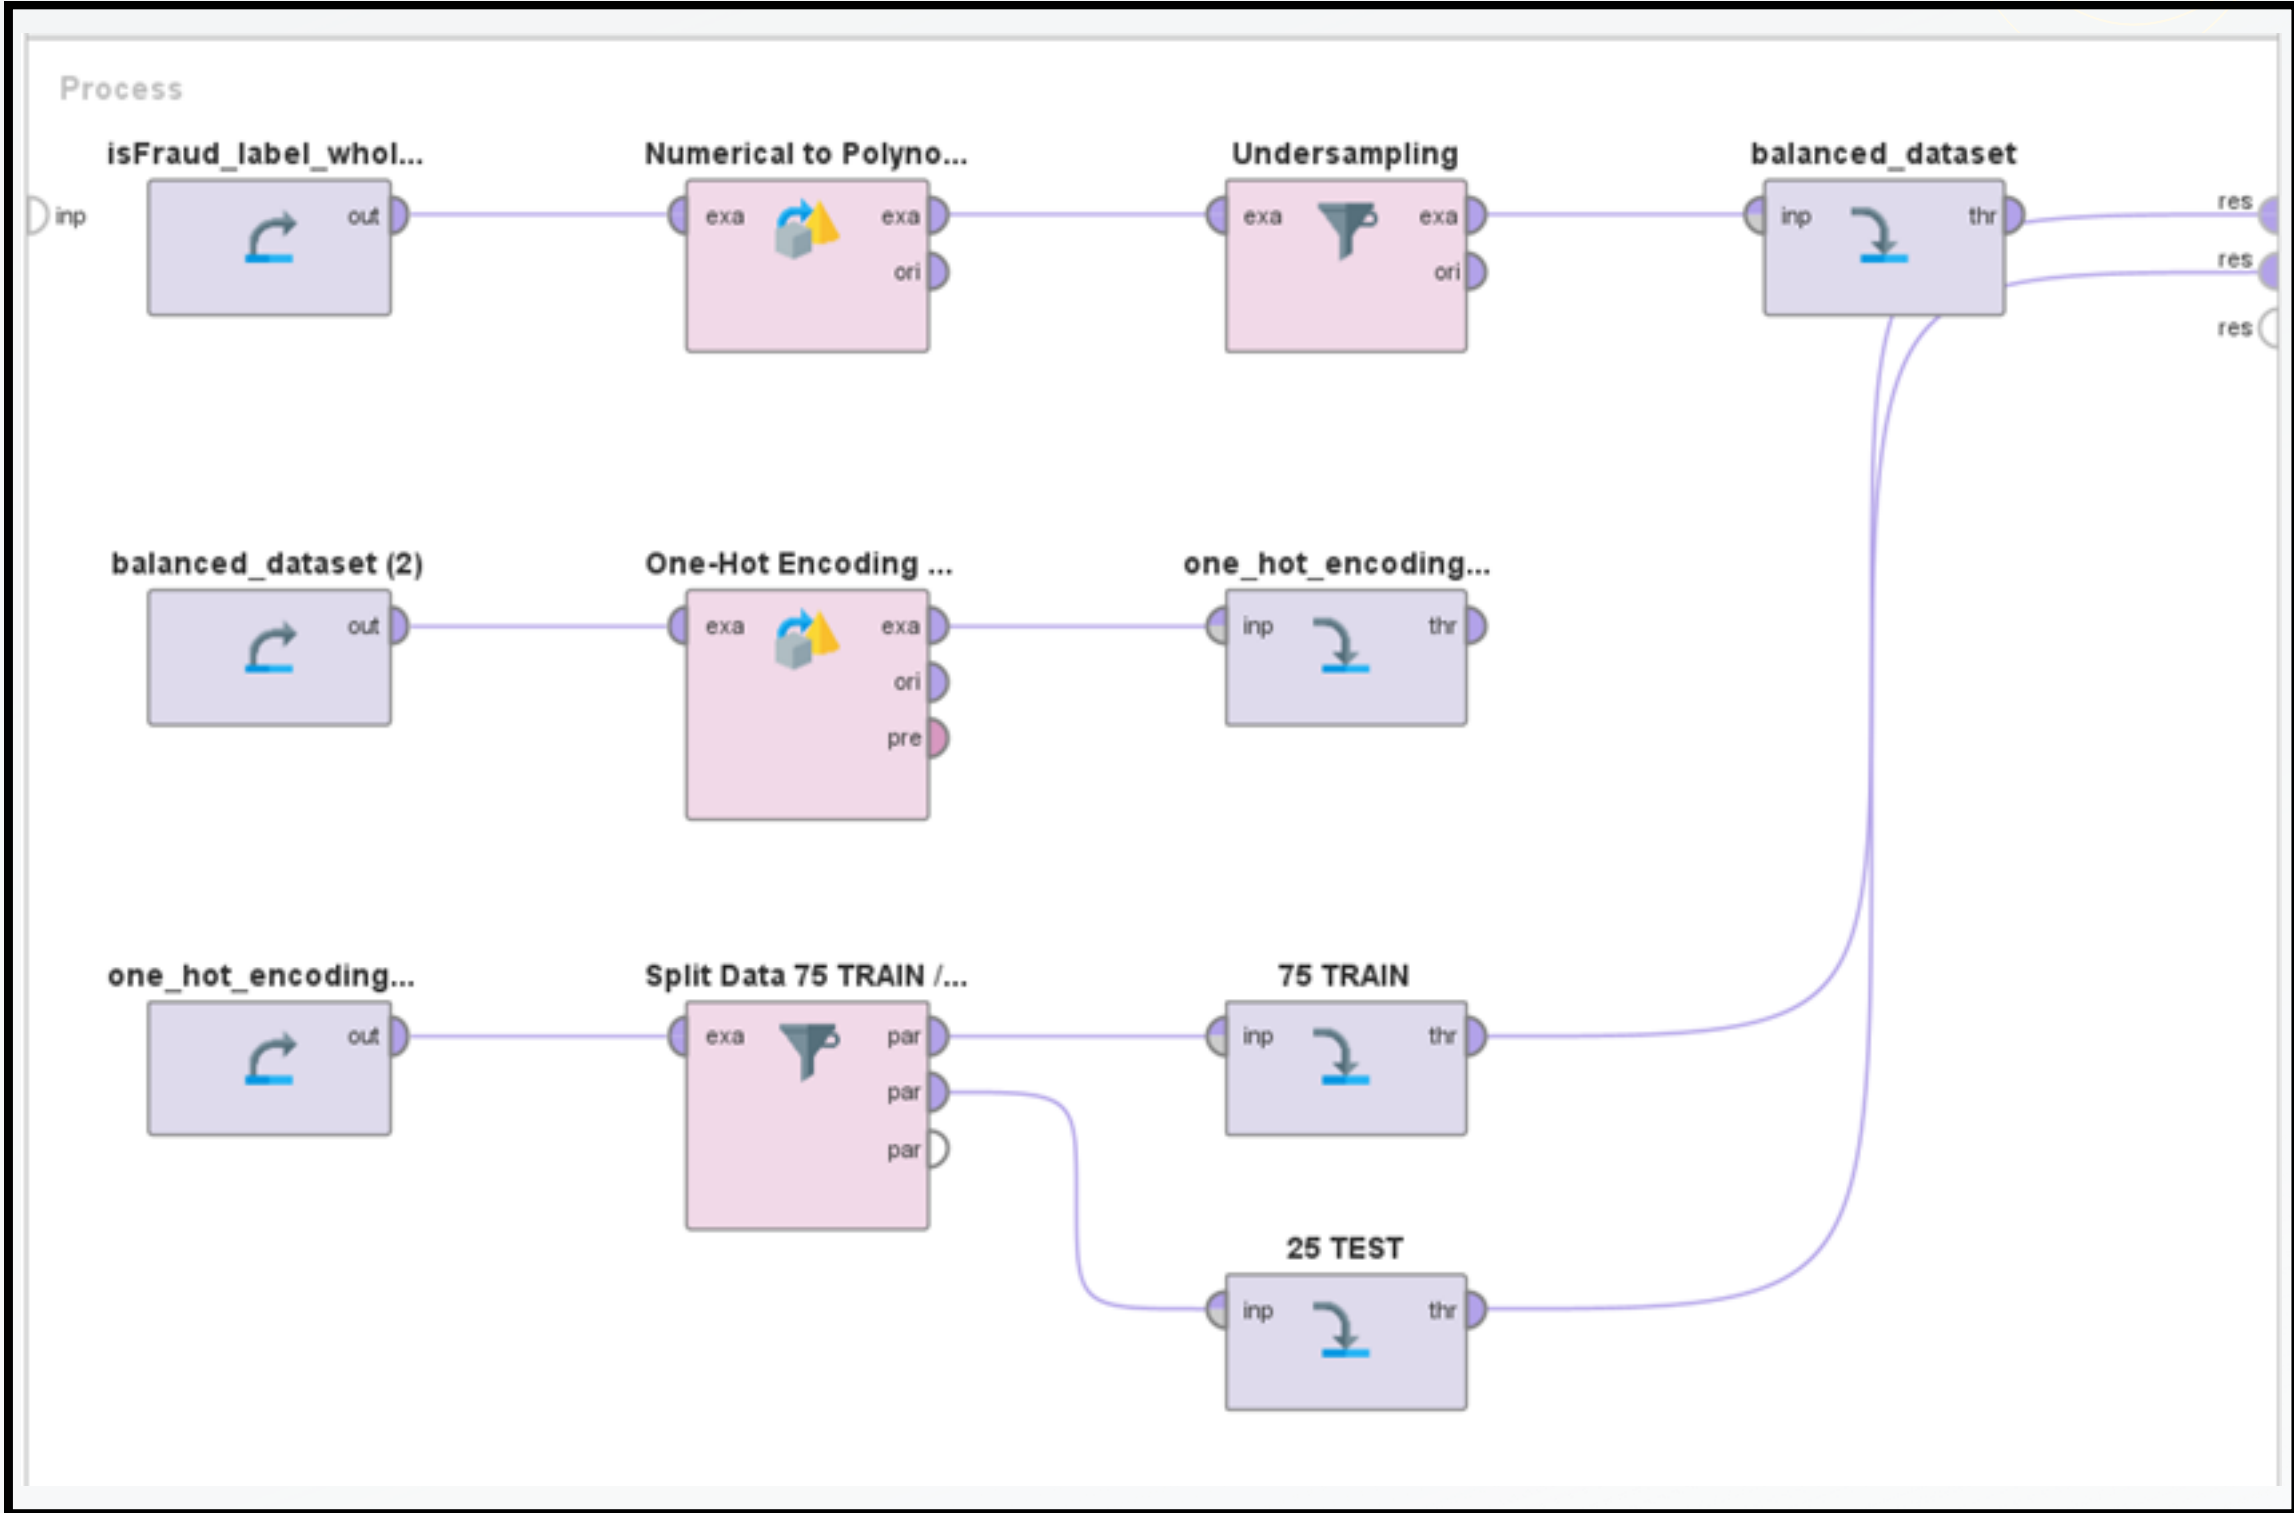 Process
isFraud_label_whol...
Numerical to Polyno...
Undersampling
balanced_dataset
inp
out
exa
exa
ori
exa
exa
ori
inp
thr
res
res
res
balanced_dataset (2)
One-Hot Encoding ...
one_hot_encoding...
out
exa
exa
ori
pre
inp
thr
one_hot_encoding...
Split Data 75 TRAIN /...
75 TRAIN
out
exa
par
par
par
inp
thr
25 TEST
inp
thr